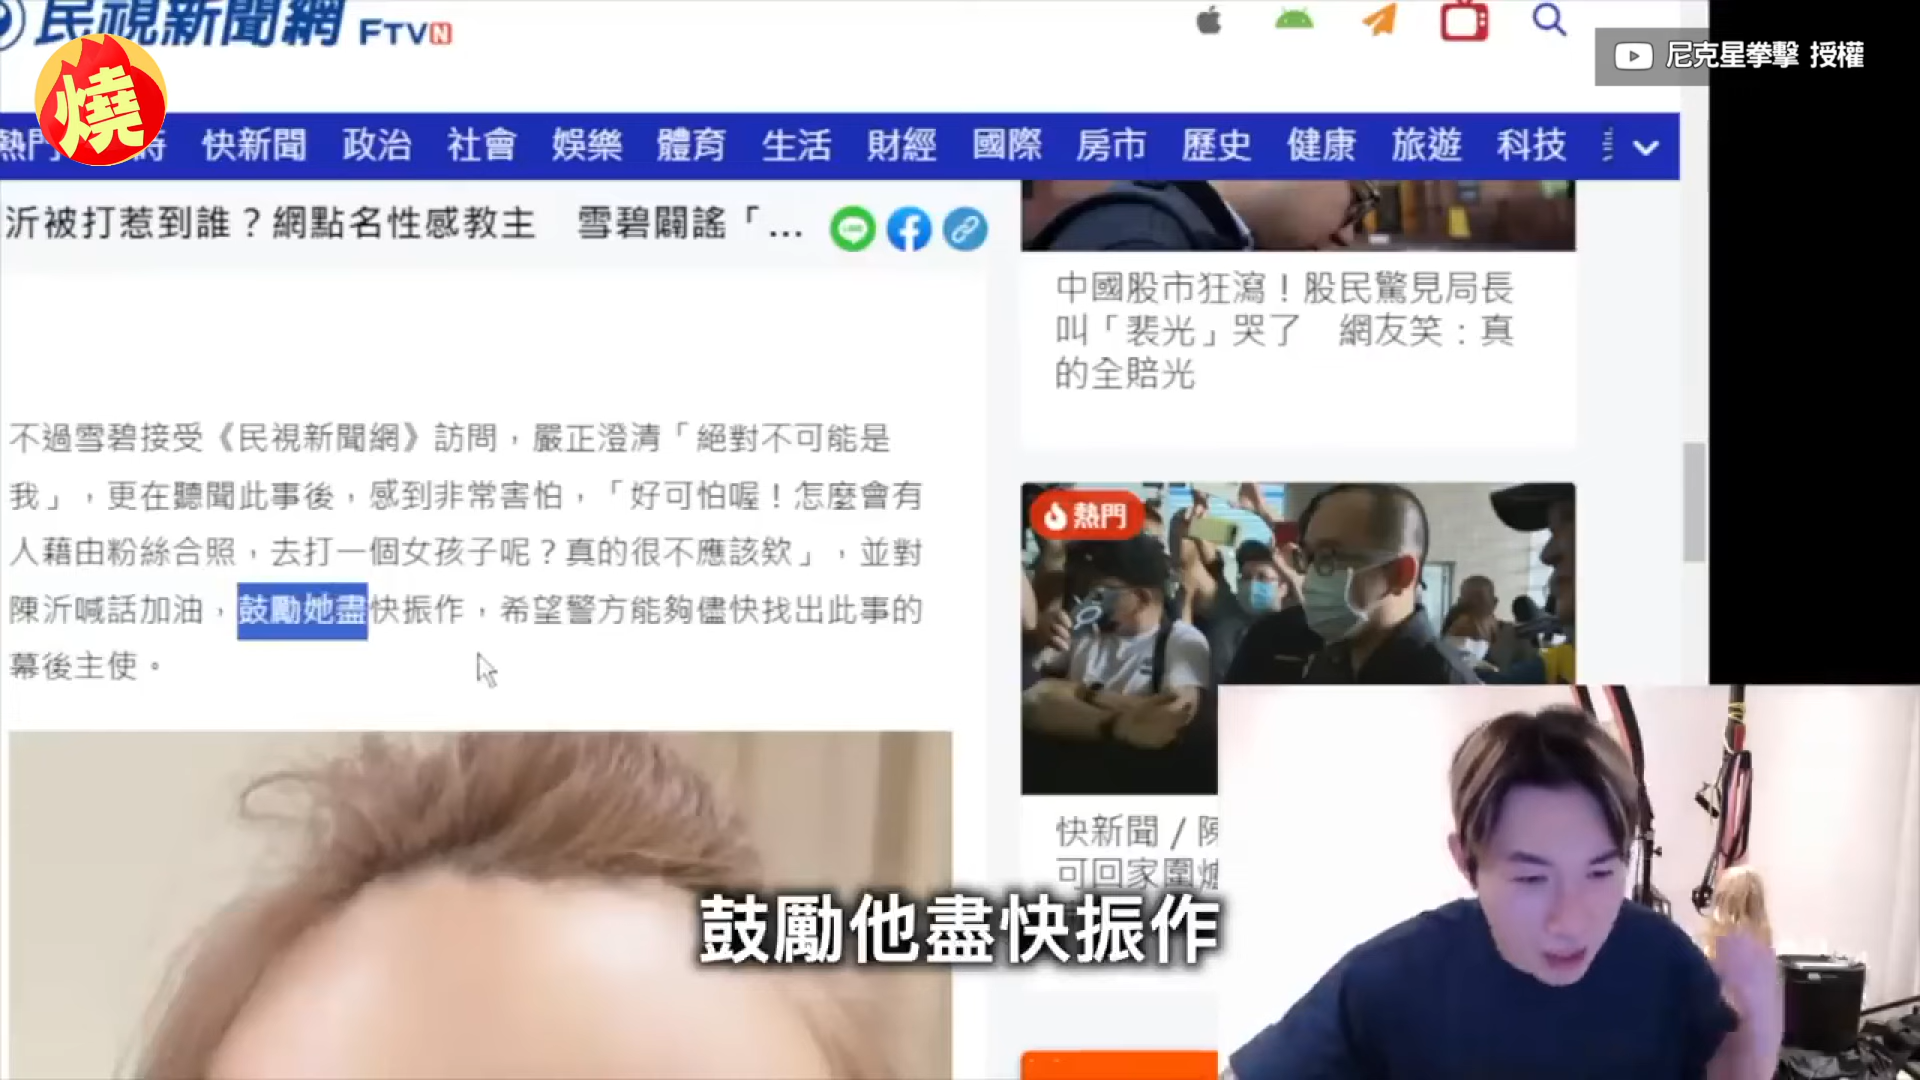 民視新聞網 FTVN
燒
尼克星拳擊 授權
熱門 時 快新聞 政治 社會 娛樂 體育 生活 財經 國際 房市 歷史 健康 旅遊 科技
沂被打惹到誰？網點名性感教主　雪碧闢謠「...
中國股市狂瀉！股民驚見局長
叫「裴光」哭了　網友笑：真
的全賠光
不過雪碧接受《民視新聞網》訪問，嚴正澄清「絕對不可能是
我」，更在聽聞此事後，感到非常害怕，「好可怕喔！怎麼會有
人藉由粉絲合照，去打一個女孩子呢？真的很不應該欸」，並對
陳沂喊話加油，鼓勵她盡快振作，希望警方能夠儘快找出此事的
幕後主使。
熱門
快新聞／陳
可回家圍爐
鼓勵他盡快振作